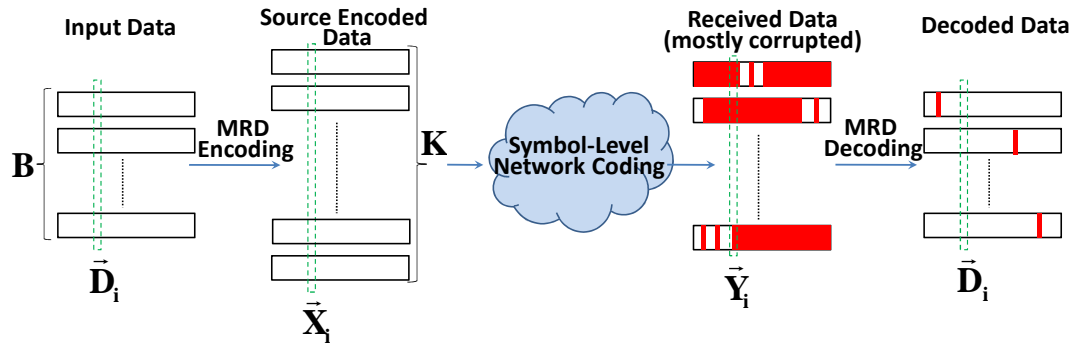 Input Data
Source Encoded
Data
Received Data
(mostly corrupted)
Decoded Data
B
MRD
Encoding
K
Symbol-Level
Network Coding
MRD
Decoding
D⃗i
X⃗i
Y⃗i
D⃗i